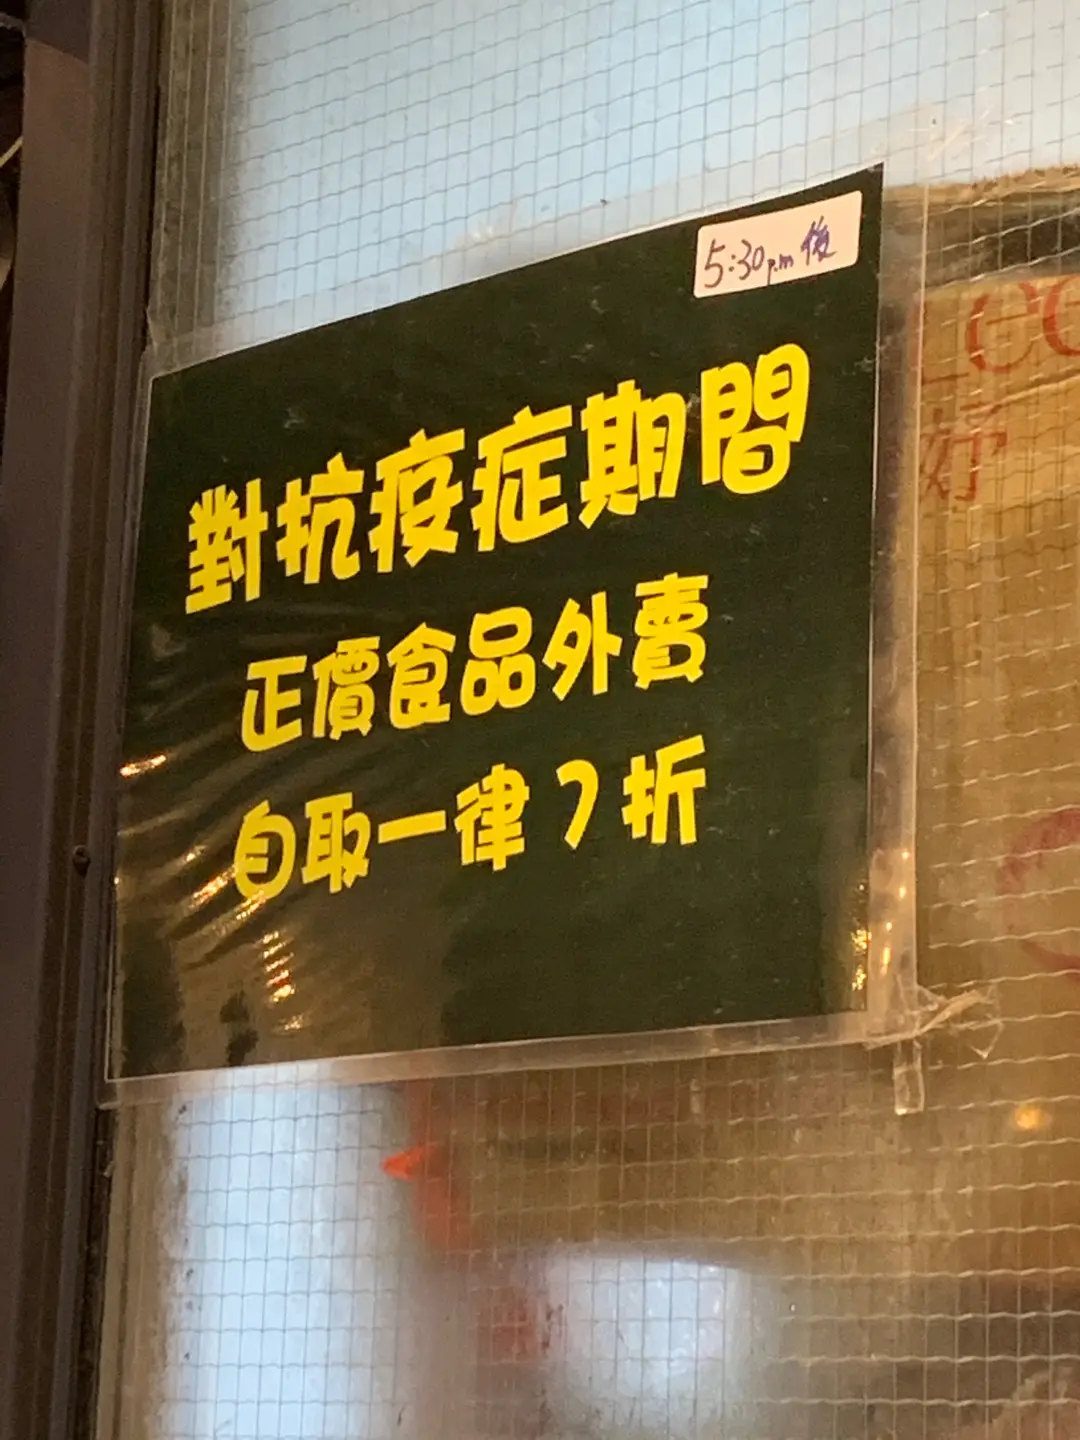 5:30p.m後
對抗疫症期間
正價食品外賣
自取一律7折